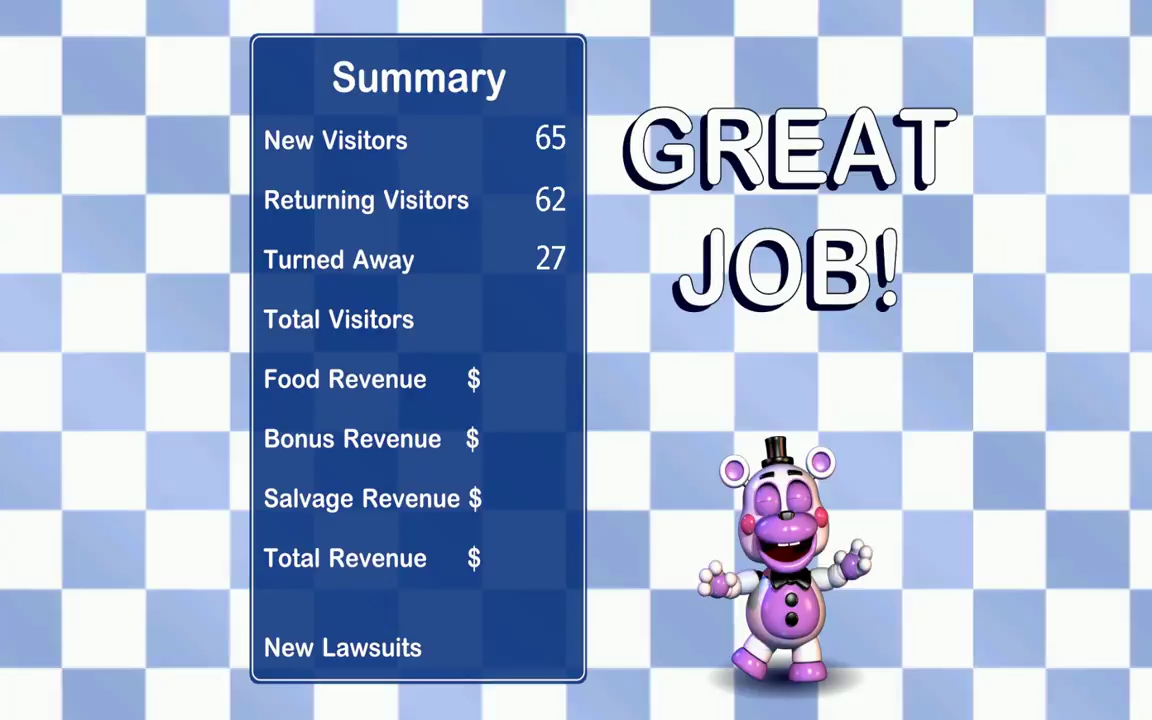 Summary
New Visitors 65
Returning Visitors 62
Turned Away 27
Total Visitors
Food Revenue $
Bonus Revenue $
Salvage Revenue $
Total Revenue $
New Lawsuits
GREAT
JOB!